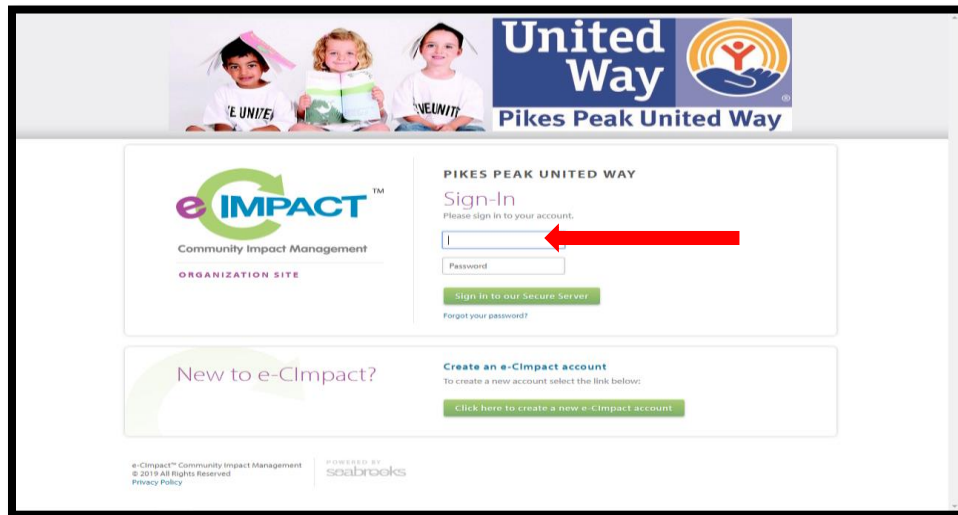 E UNITE
IVEUNITE
United
Way
®
Pikes Peak United Way
e CIMPACT ™
Community Impact Management
ORGANIZATION SITE
PIKES PEAK UNITED WAY
Sign-In
Please sign in to your account.
Password
Sign in to our Secure Server
Forgot your password?
New to e-CImpact?
Create an e-CImpact account
To create a new account select the link below:
Click here to create a new e-CImpact account
e-CImpact™ Community Impact Management
© 2019 All Rights Reserved
Privacy Policy
POWERED BY
seabrooks